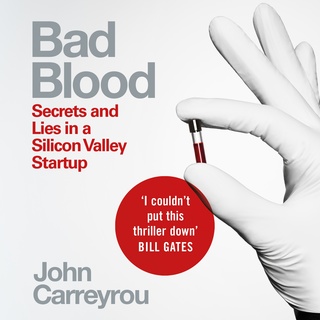 Bad
Blood
Secrets and
Lies in a
Silicon Valley
Startup
‘I couldn’t
put this
thriller down’
BILL GATES
John
Carreyrou